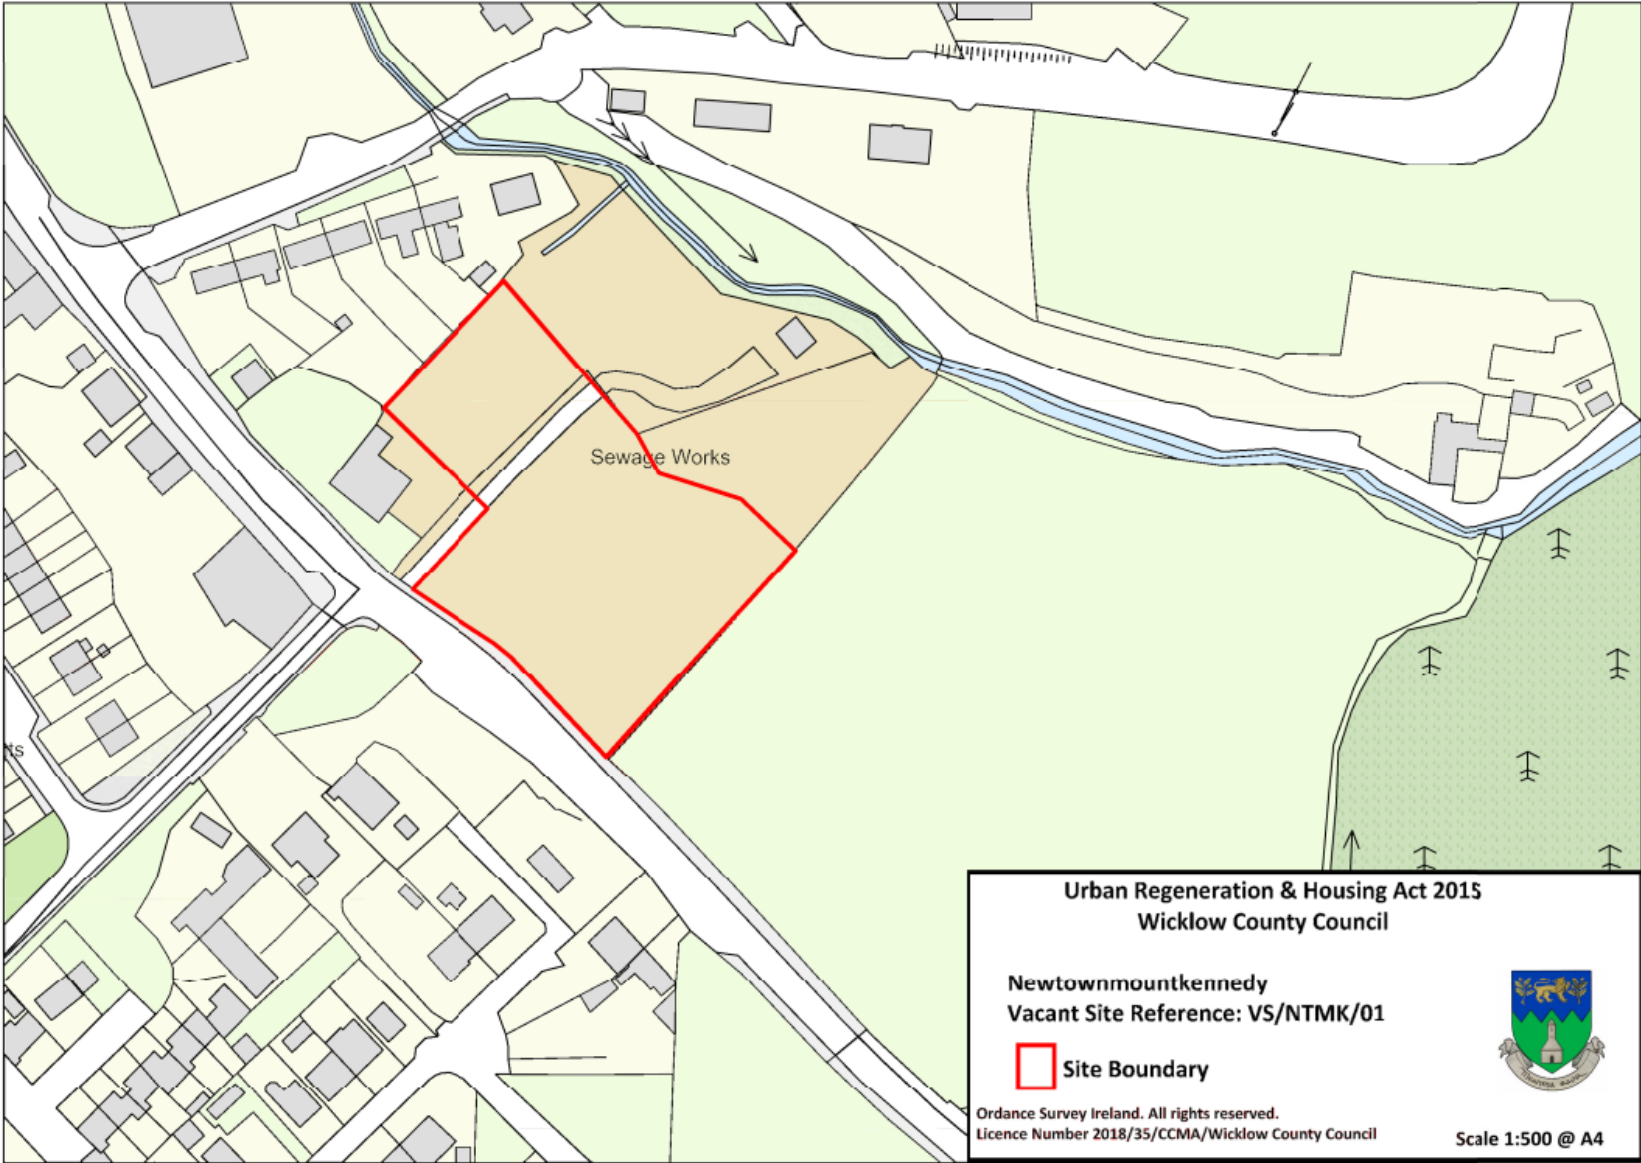 Sewage Works
ts
Urban Regeneration & Housing Act 2015
Wicklow County Council
Newtownmountkennedy
Vacant Site Reference: VS/NTMK/01
Site Boundary
Ordance Survey Ireland. All rights reserved.
Licence Number 2018/35/CCMA/Wicklow County Council
Scale 1:500 @ A4